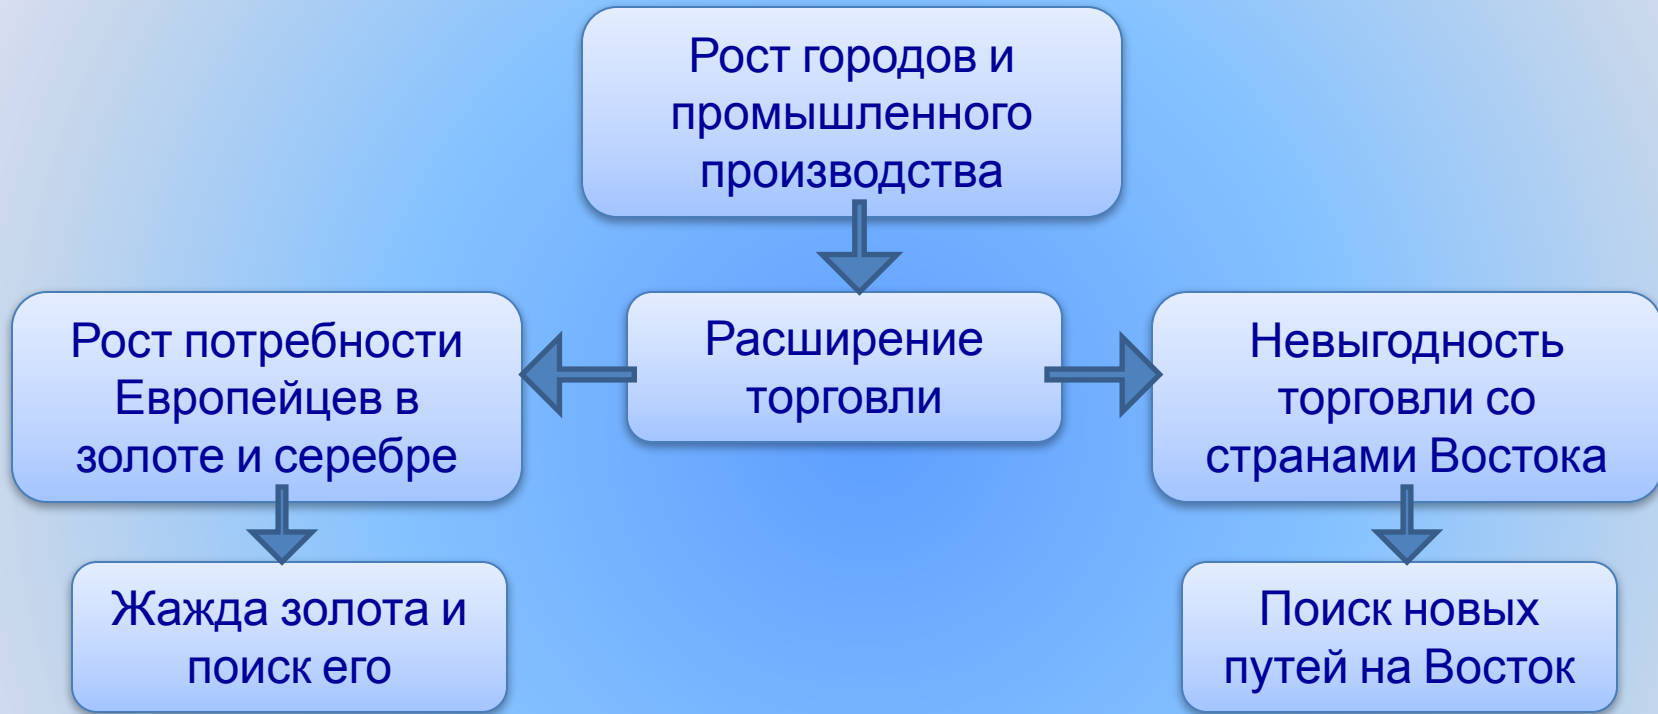 Рост городов и
промышленного
производства
Рост потребности
Европейцев в
золоте и серебре
Расширение
торговли
Невыгодность
торговли со
странами Востока
Жажда золота и
поиск его
Поиск новых
путей на Восток